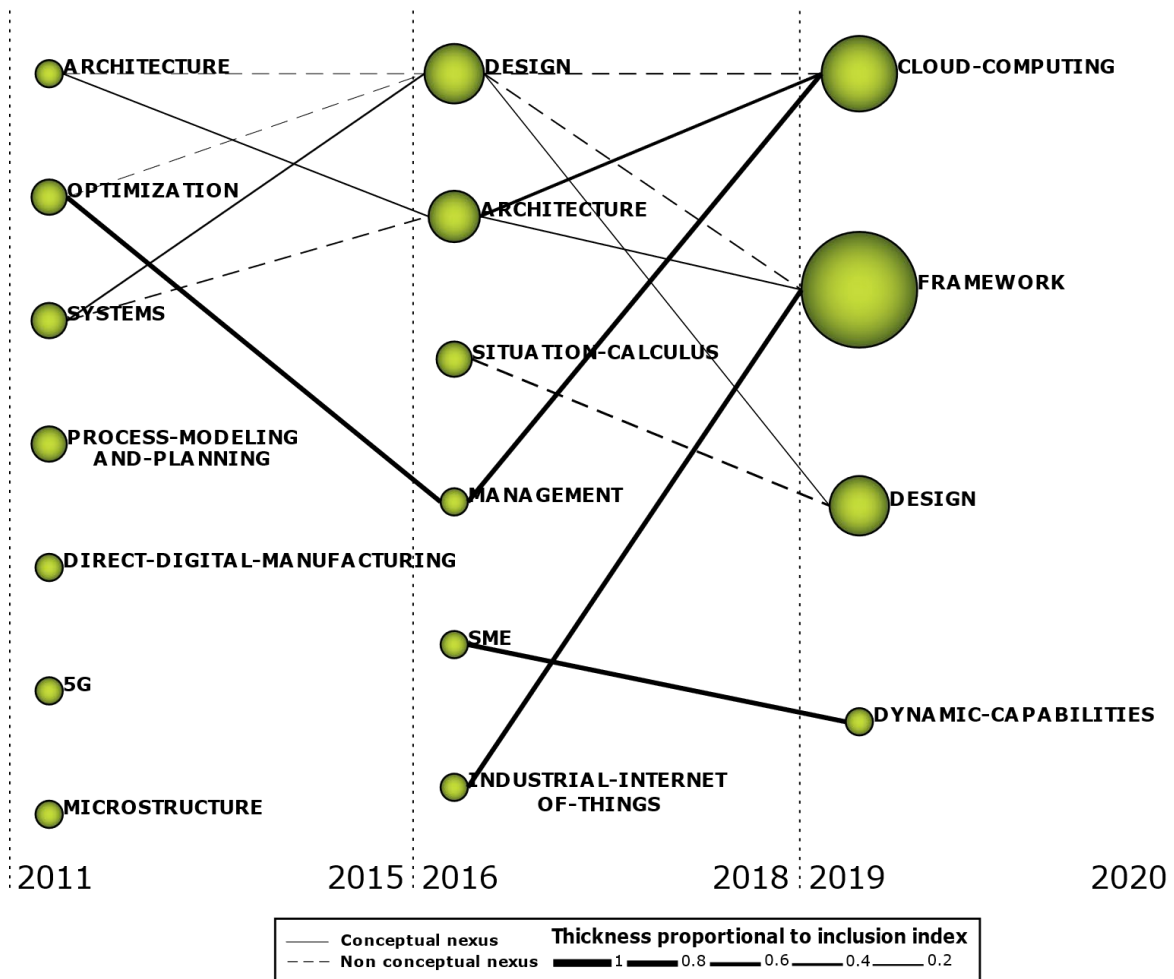 ARCHITECTURE
OPTIMIZATION
SYSTEMS
PROCESS-MODELING
AND-PLANNING
DIRECT-DIGITAL-MANUFACTURING
5G
MICROSTRUCTURE
DESIGN
ARCHITECTURE
SITUATION-CALCULUS
MANAGEMENT
SME
INDUSTRIAL-INTERNET
OF-THINGS
CLOUD-COMPUTING
FRAMEWORK
DESIGN
DYNAMIC-CAPABILITIES
2011 2015 2016 2018 2019 2020
Conceptual nexus
Non conceptual nexus
Thickness proportional to inclusion index
1 0.8 0.6 0.4 0.2